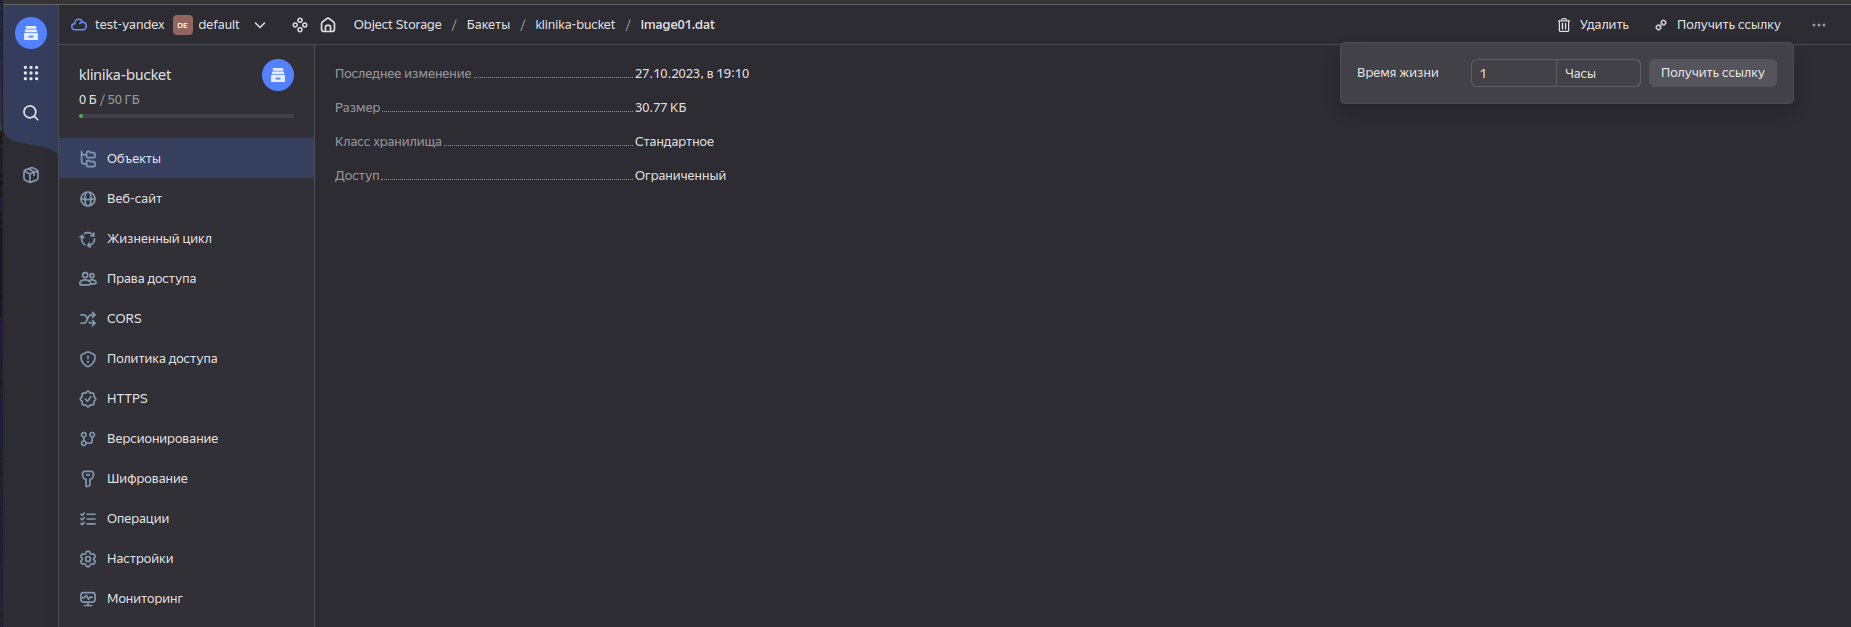 test-yandex DE default Object Storage / Бакеты / klinika-bucket / Image01.dat Удалить Получить ссылку
Время жизни 1 Часы Получить ссылку
klinika-bucket
0 Б / 50 ГБ
Объекты
Веб-сайт
Жизненный цикл
Права доступа
CORS
Политика доступа
HTTPS
Версионирование
Шифрование
Операции
Настройки
Мониторинг
Последнее изменение 27.10.2023, в 19:10
Размер 30.77 КБ
Класс хранилища Стандартное
Доступ Ограниченный